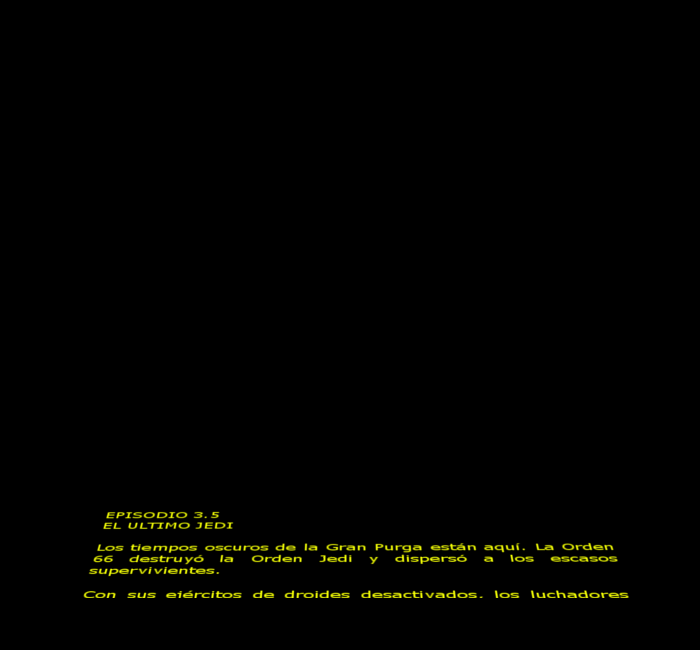 EPISODIO 3.5
EL ULTIMO JEDI
Los tiempos oscuros de la Gran Purga están aquí. La Orden
66 destruyó la Orden Jedi y dispersó a los escasos
supervivientes.
Con sus ejércitos de droides desactivados, los luchadores